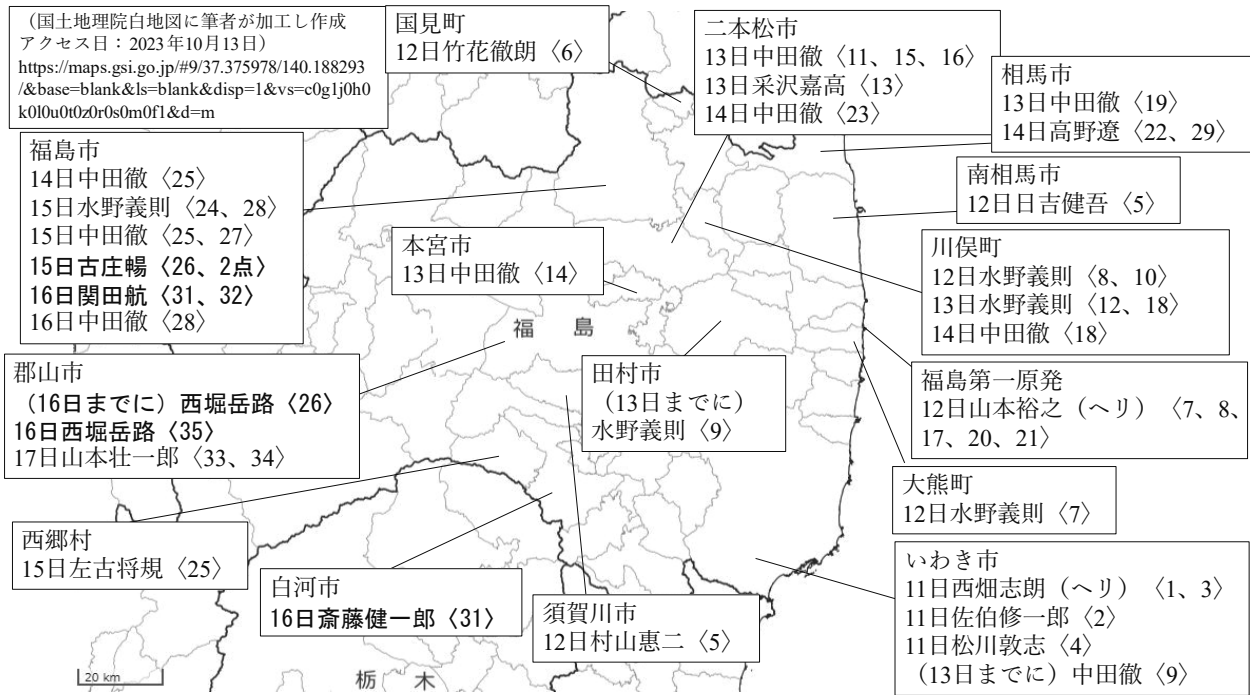 （国土地理院白地図に筆者が加工し作成
アクセス日：2023年10月13日）
https://maps.gsi.go.jp/#9/37.375978/140.188293
/&base=blank&ls=blank&disp=1&vs=c0g1j0h0
k0l0u0t0z0r0s0m0f1&d=m
国見町
12日竹花徹朗〈6〉
二本松市
13日中田徹〈11、15、16〉
13日采沢嘉高〈13〉
14日中田徹〈23〉
相馬市
13日中田徹〈19〉
14日高野遼〈22、29〉
福島市
14日中田徹〈25〉
15日水野義則〈24、28〉
15日中田徹〈25、27〉
15日古庄暢〈26、2点〉
16日関田航〈31、32〉
16日中田徹〈28〉
南相馬市
12日日吉健吾〈5〉
本宮市
13日中田徹〈14〉
川俣町
12日水野義則〈8、10〉
13日水野義則〈12、18〉
14日中田徹〈18〉
福　島
郡山市
（16日までに）西堀岳路〈26〉
16日西堀岳路〈35〉
17日山本壮一郎〈33、34〉
田村市
（13日までに）
水野義則〈9〉
福島第一原発
12日山本裕之（ヘリ）〈7、8、
17、20、21〉
大熊町
12日水野義則〈7〉
西郷村
15日左古将規〈25〉
白河市
16日斎藤健一郎〈31〉
須賀川市
12日村山惠二〈5〉
いわき市
11日西畑志朗（ヘリ）〈1、3〉
11日佐伯修一郎〈2〉
11日松川敦志〈4〉
（13日までに）中田徹〈9〉
20 km
栃　木